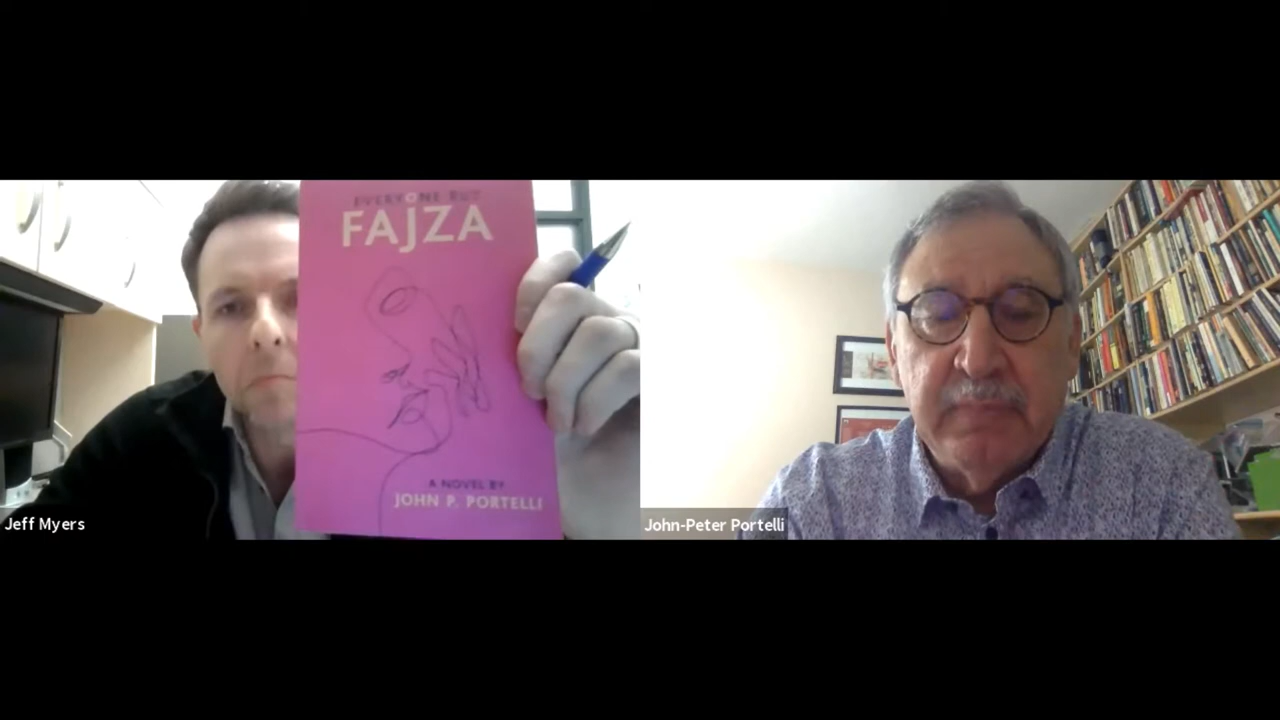 EVERYONE BUT
FAJZA
A NOVEL BY
JOHN P. PORTELLI
Jeff Myers
John-Peter Portelli